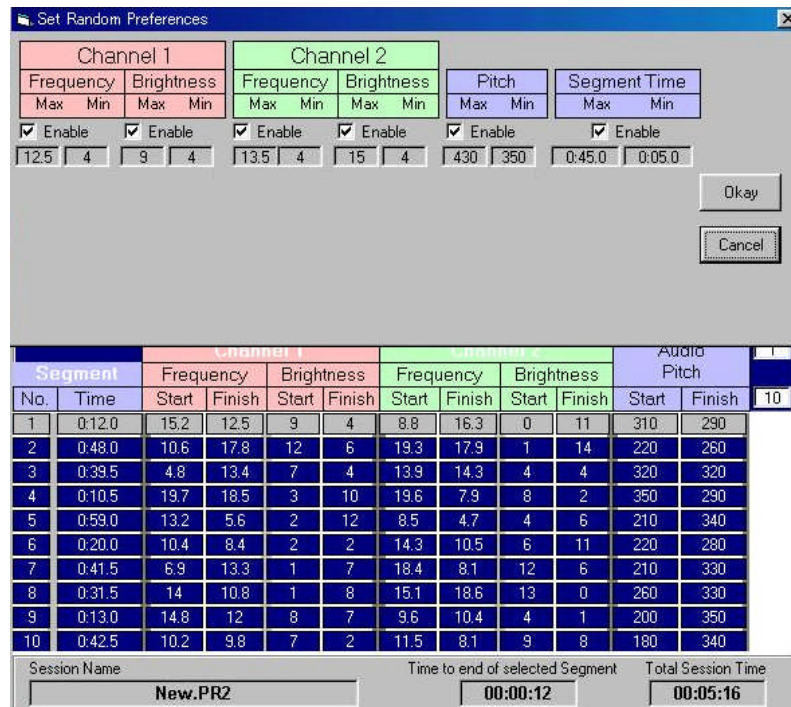 Set Random Preferences
Channel 1 Channel 2
Frequency Brightness Frequency Brightness Pitch Segment Time
Max Min Max Min Max Min Max Min Max Min Max Min
Enable Enable Enable Enable Enable Enable
12.5 4 9 4 13.5 4 15 4 430 350 0:45.0 0:05.0
Okay
Cancel
Channel 1 Channel 2 Audio 1
Segment Frequency Brightness Frequency Brightness Pitch
No. Time Start Finish Start Finish Start Finish Start Finish Start Finish 10
1 0:12.0 15.2 12.5 9 4 8.8 16.3 0 11 310 290
2 0:48.0 10.6 17.8 12 6 19.3 17.9 1 14 220 260
3 0:39.5 4.8 13.4 7 4 13.9 14.3 4 4 320 320
4 0:10.5 19.7 18.5 3 10 19.6 7.9 8 2 350 290
5 0:59.0 13.2 5.6 2 12 8.5 4.7 4 6 210 340
6 0:20.0 10.4 8.4 2 2 14.3 10.5 6 11 220 280
7 0:41.5 6.9 13.3 1 7 18.4 8.1 12 6 210 330
8 0:31.5 14 10.8 1 8 15.1 18.6 13 0 260 330
9 0:13.0 14.8 12 8 7 9.6 10.4 4 1 200 350
10 0:42.5 10.2 9.8 7 2 11.5 8.1 9 8 180 340
Session Name Time to end of selected Segment Total Session Time
New.PR2 00:00:12 00:05:16